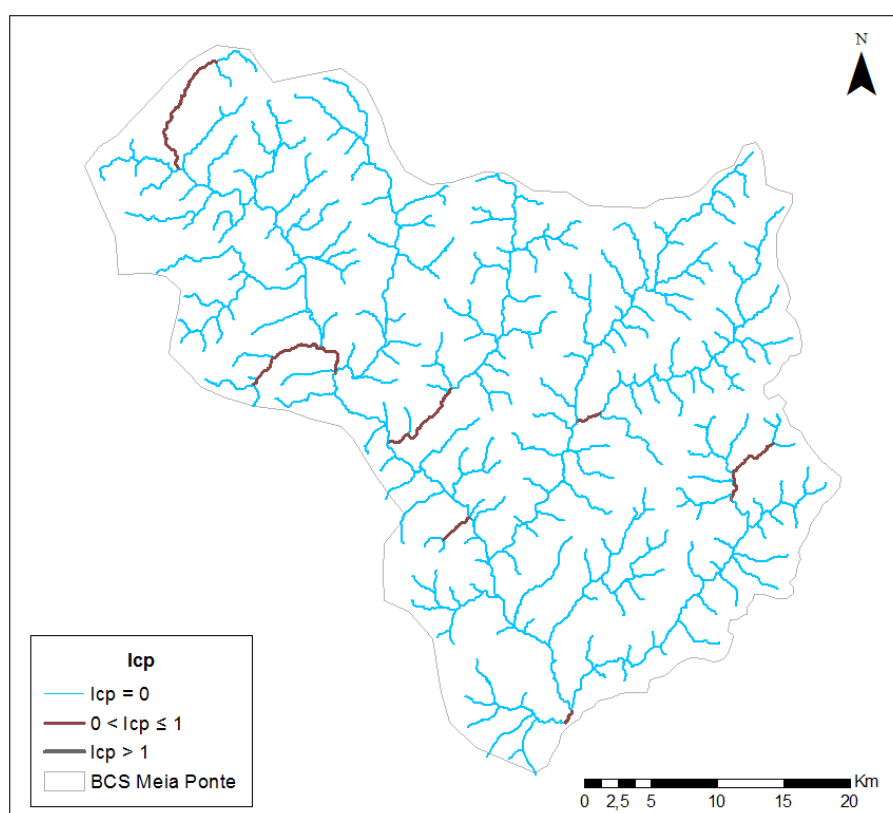 N
Icp
Icp = 0
0 < Icp ≤ 1
Icp > 1
BCS Meia Ponte
Km
0 2,5 5 10 15 20